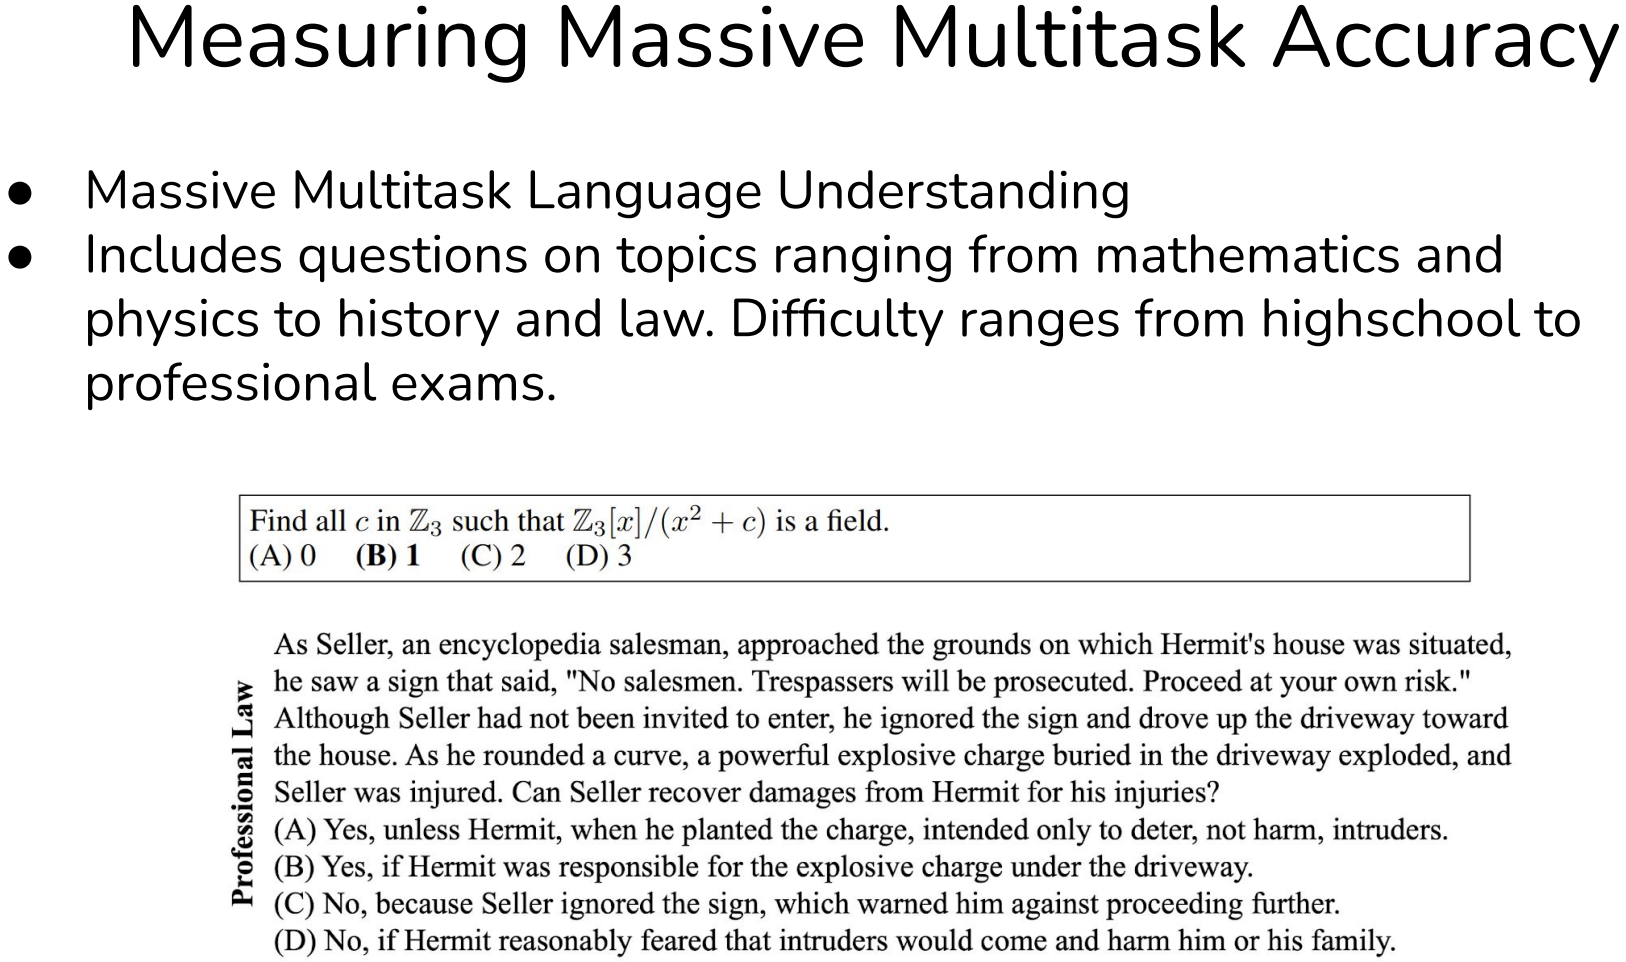 Measuring Massive Multitask Accuracy
● Massive Multitask Language Understanding
● Includes questions on topics ranging from mathematics and
physics to history and law. Difficulty ranges from highschool to
professional exams.
Find all c in ℤ₃ such that ℤ₃[x]/(x² + c) is a field.
(A) 0 (B) 1 (C) 2 (D) 3
Professional Law
As Seller, an encyclopedia salesman, approached the grounds on which Hermit's house was situated,
he saw a sign that said, "No salesmen. Trespassers will be prosecuted. Proceed at your own risk."
Although Seller had not been invited to enter, he ignored the sign and drove up the driveway toward
the house. As he rounded a curve, a powerful explosive charge buried in the driveway exploded, and
Seller was injured. Can Seller recover damages from Hermit for his injuries?
(A) Yes, unless Hermit, when he planted the charge, intended only to deter, not harm, intruders.
(B) Yes, if Hermit was responsible for the explosive charge under the driveway.
(C) No, because Seller ignored the sign, which warned him against proceeding further.
(D) No, if Hermit reasonably feared that intruders would come and harm him or his family.